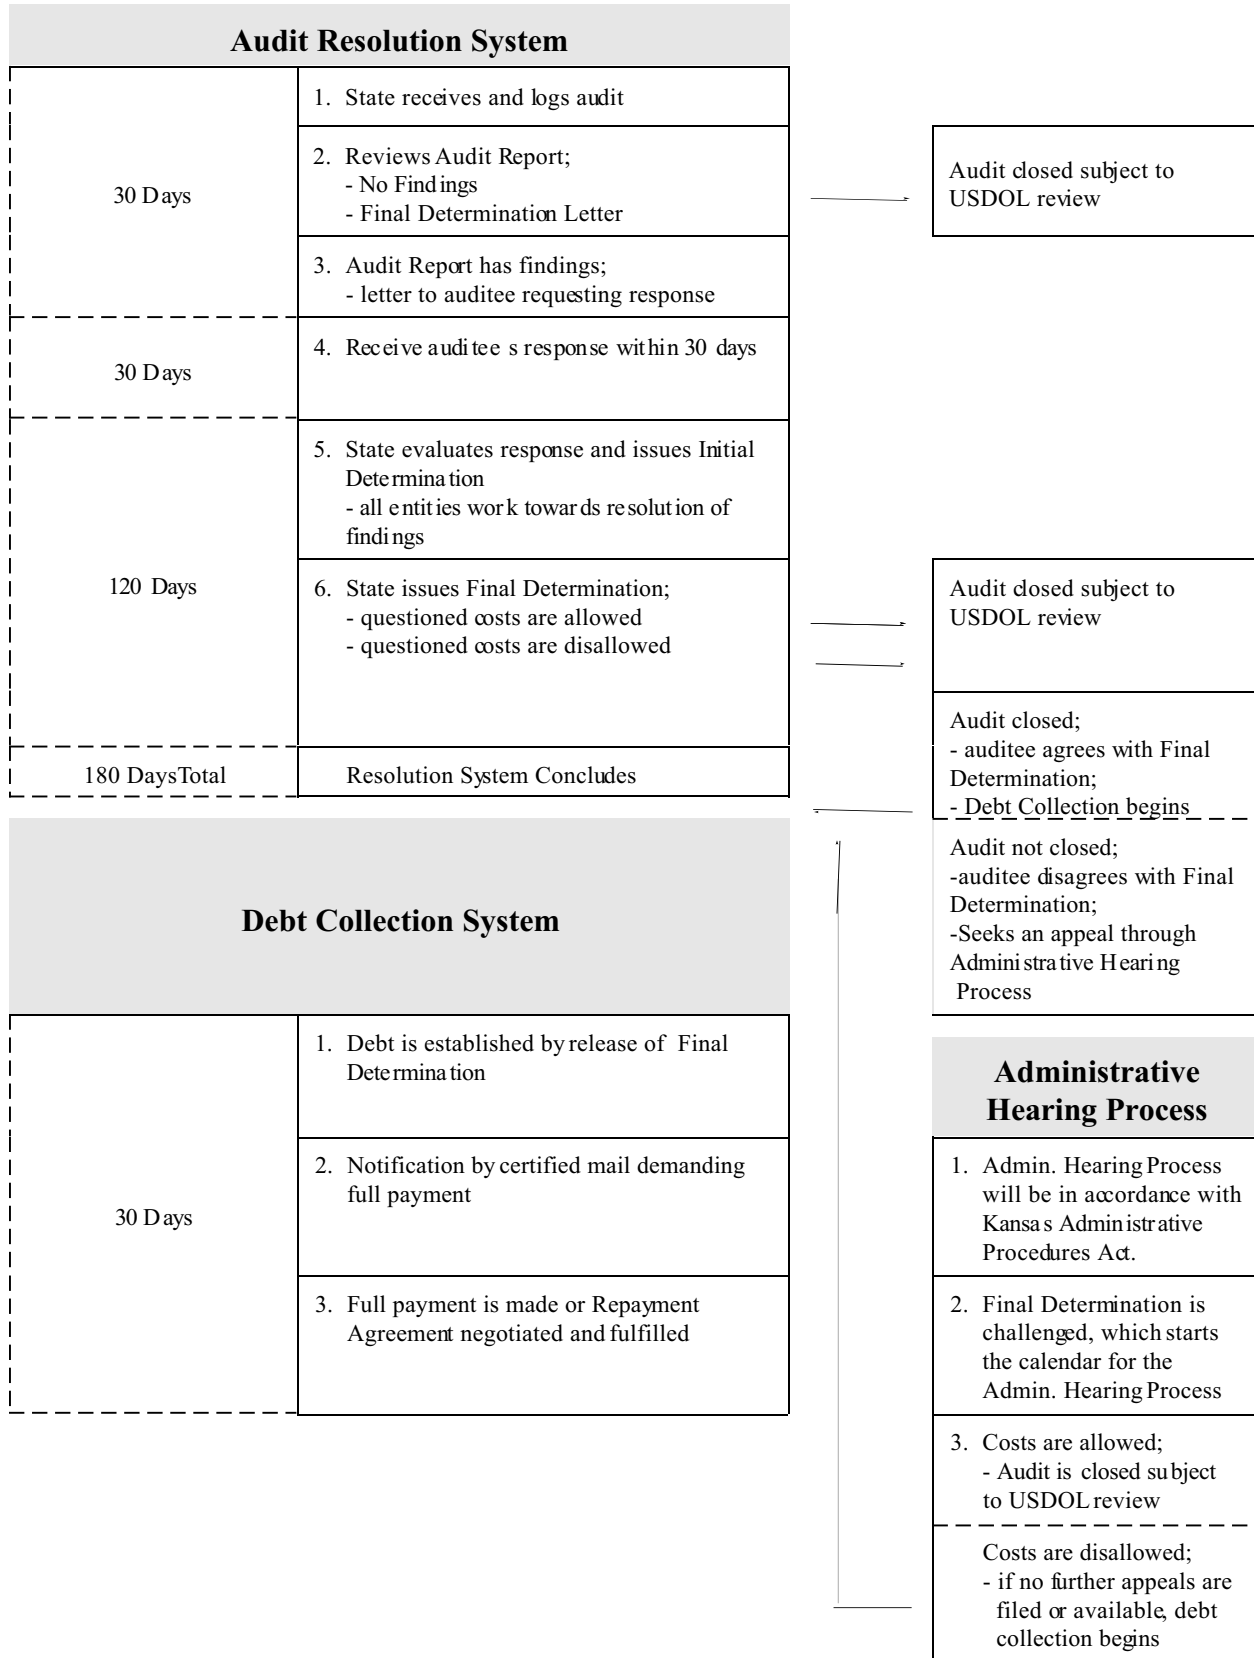 Audit Resolution System
30 Days
1. State receives and logs audit
2. Reviews Audit Report;
- No Findings
- Final Determination Letter
Audit closed subject to
USDOL review
3. Audit Report has findings;
- letter to auditee requesting response
30 Days
4. Receive auditee s response within 30 days
120 Days
5. State evaluates response and issues Initial
Determination
- all entities work towards resolution of
findings
6. State issues Final Determination;
- questioned costs are allowed
- questioned costs are disallowed
Audit closed subject to
USDOL review
Audit closed;
- auditee agrees with Final
Determination;
- Debt Collection begins
180 DaysTotal
Resolution System Concludes
Audit not closed;
-auditee disagrees with Final
Determination;
-Seeks an appeal through
Administrative Hearing
Process
Debt Collection System
30 Days
1. Debt is established by release of Final
Determination
2. Notification by certified mail demanding
full payment
3. Full payment is made or Repayment
Agreement negotiated and fulfilled
Administrative
Hearing Process
1. Admin. Hearing Process
will be in accordance with
Kansas Administrative
Procedures Act.
2. Final Determination is
challenged, which starts
the calendar for the
Admin. Hearing Process
3. Costs are allowed;
- Audit is closed subject
to USDOL review
Costs are disallowed;
- if no further appeals are
filed or available, debt
collection begins